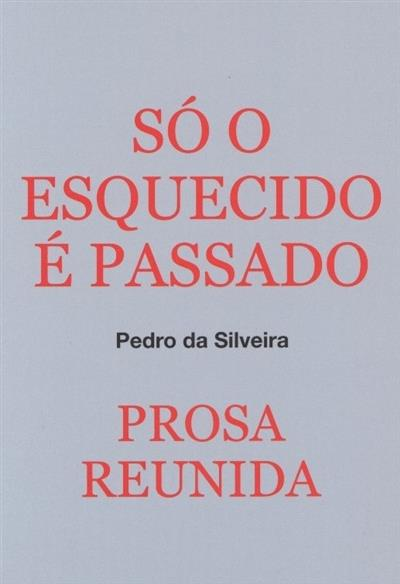 SÓ O
ESQUECIDO
É PASSADO
Pedro da Silveira
PROSA
REUNIDA